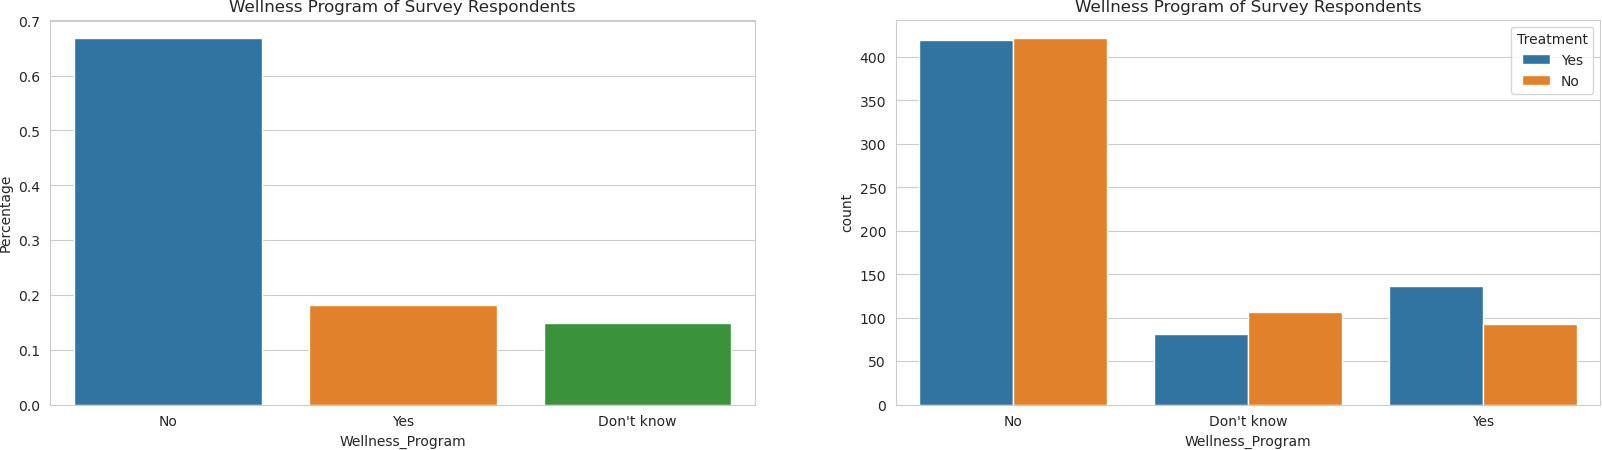 Wellness Program of Survey Respondents
0.7
0.6
0.5
0.4
0.3
0.2
0.1
0.0
Percentage
No Yes Don't know
Wellness_Program
Wellness Program of Survey Respondents
400
350
300
250
200
150
100
50
0
count
Treatment
Yes
No
No Don't know Yes
Wellness_Program